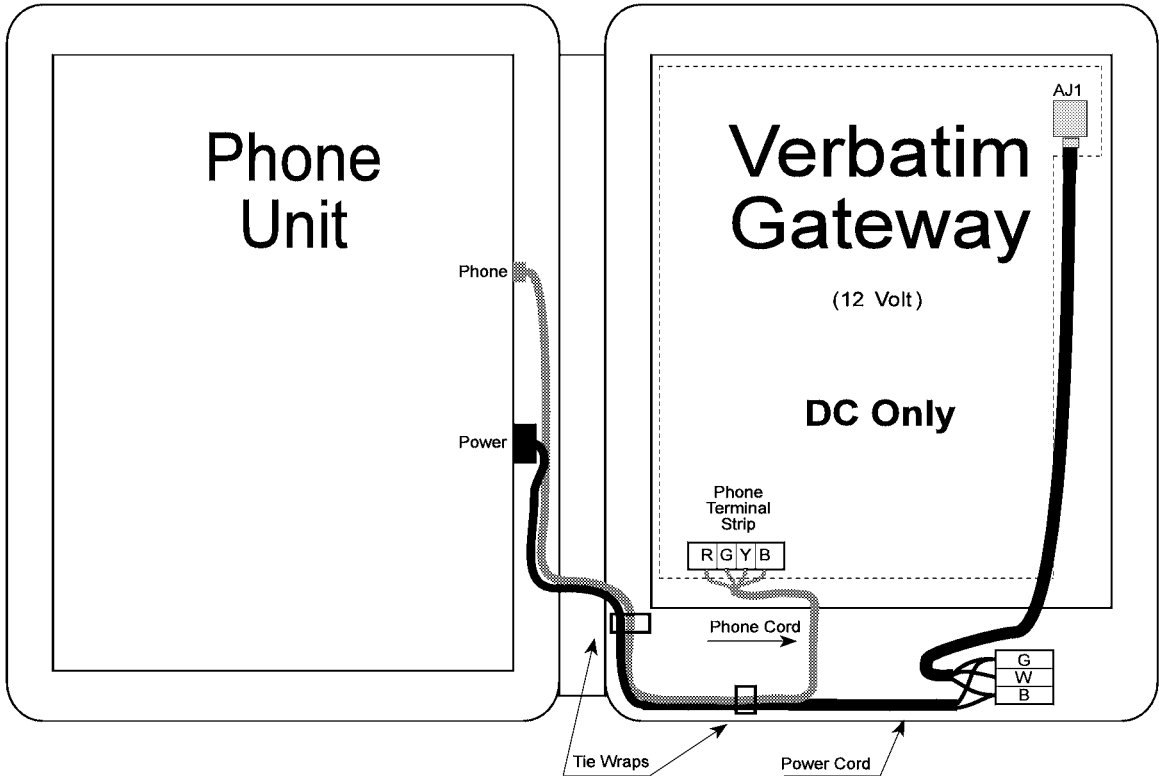 Phone
Unit
Phone
Power
AJ1
Verbatim
Gateway
(12 Volt)
DC Only
Phone
Terminal
Strip
R G Y B
Phone Cord
G
W
B
Tie Wraps
Power Cord